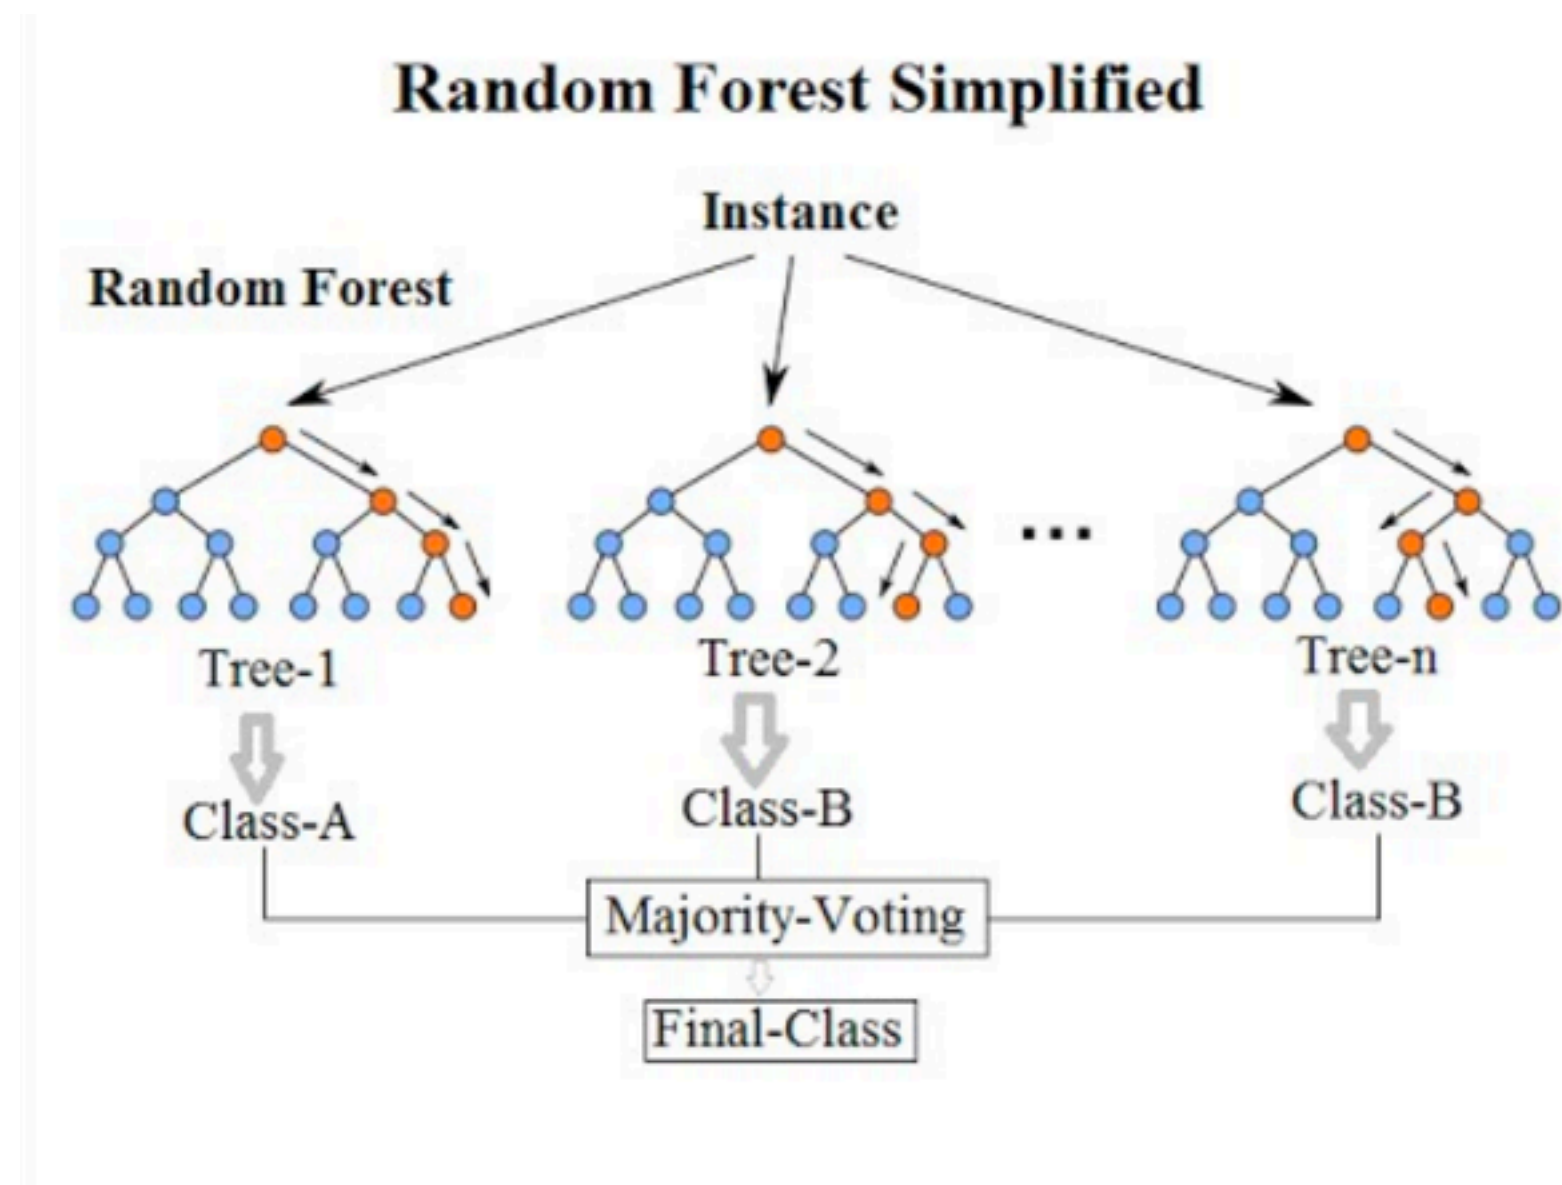 Random Forest Simplified
Instance
Random Forest
...
Tree-1
Tree-2
Tree-n
Class-A
Class-B
Class-B
Majority-Voting
Final-Class